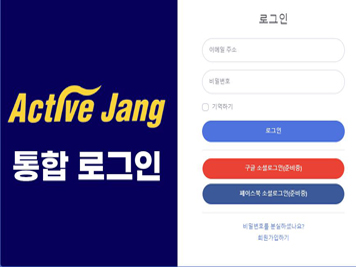 Active Jang
통합 로그인
로그인
이메일 주소
비밀번호
기억하기
로그인
구글 소셜로그인(준비중)
페이스북 소셜로그인(준비중)
비밀번호를 분실하셨나요?
회원가입하기